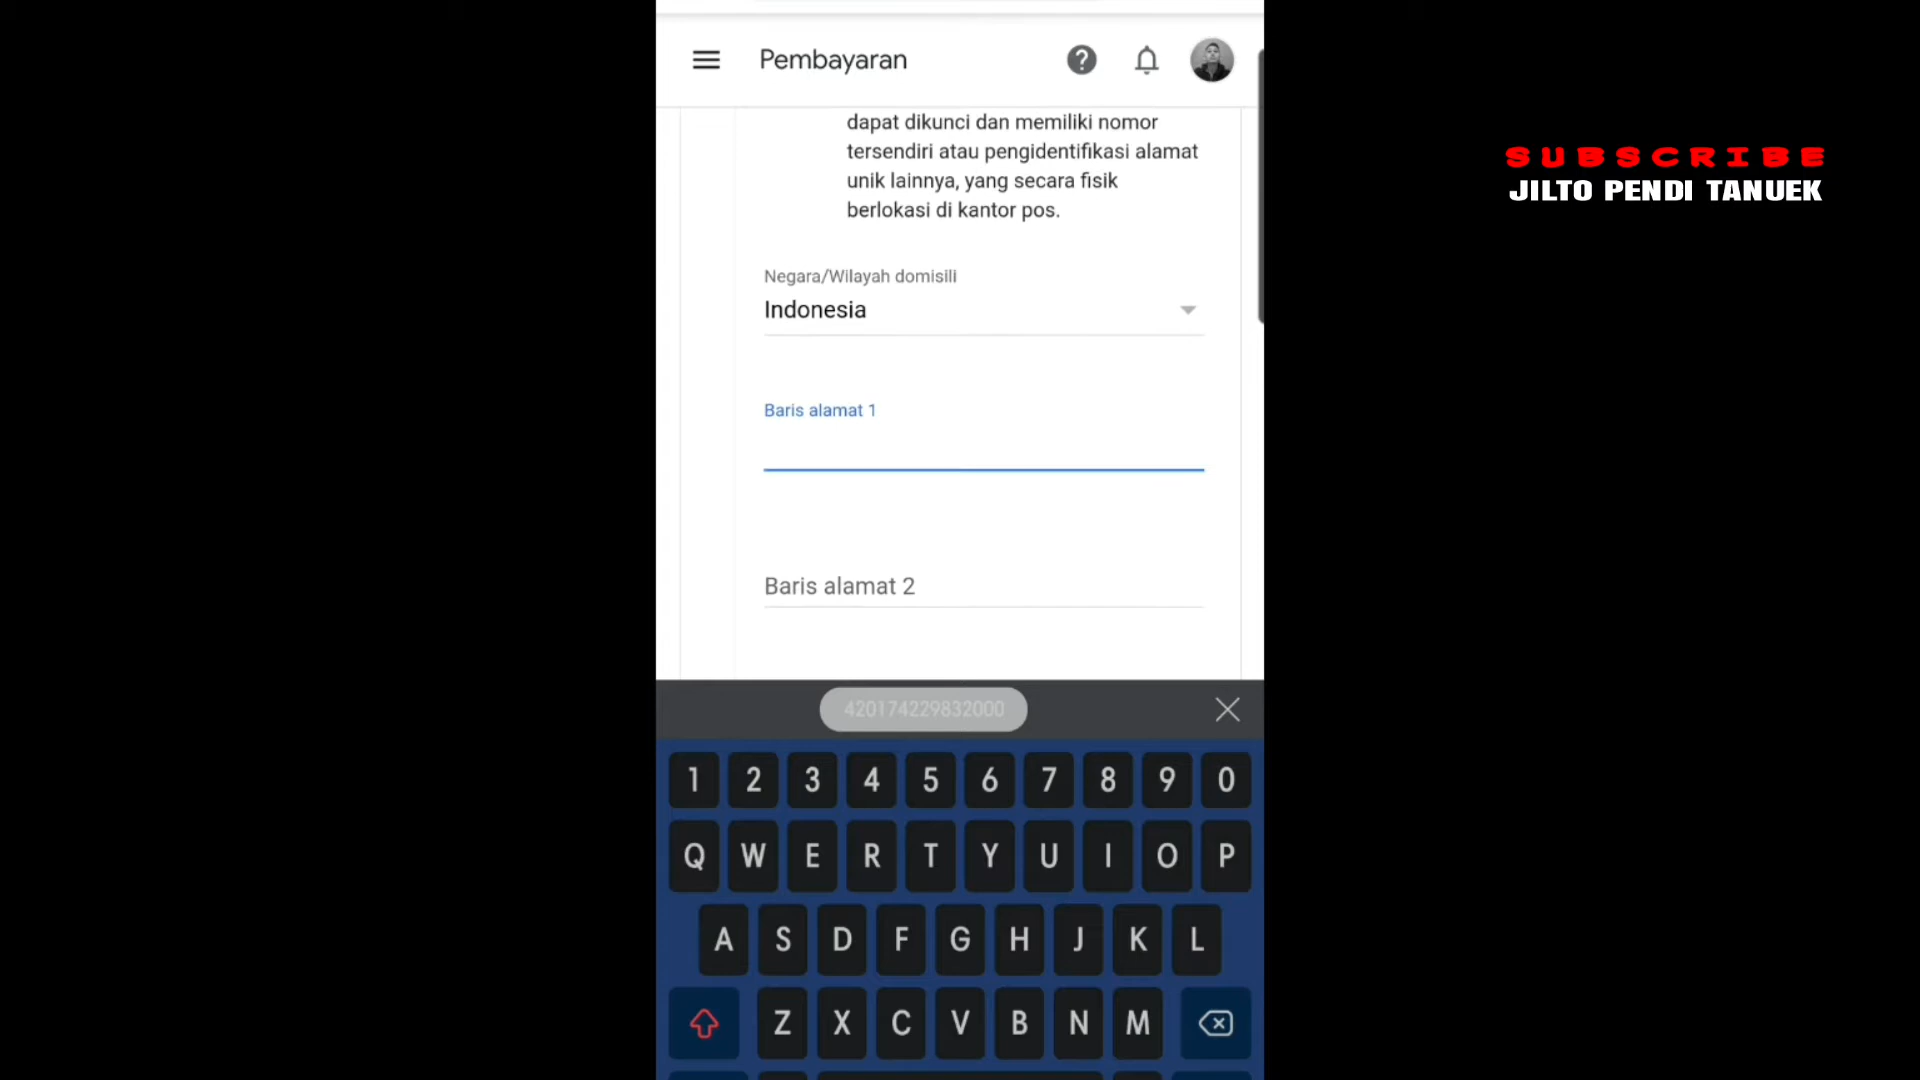 Pembayaran
dapat dikunci dan memiliki nomor
tersendiri atau pengidentifikasi alamat
unik lainnya, yang secara fisik
berlokasi di kantor pos.
SUBSCRIBE
JILTO PENDI TANUEK
Negara/Wilayah domisili
Indonesia
Baris alamat 1
Baris alamat 2
420174229832000
1 2 3 4 5 6 7 8 9 0
Q W E R T Y U I O P
A S D F G H J K L
Z X C V B N M